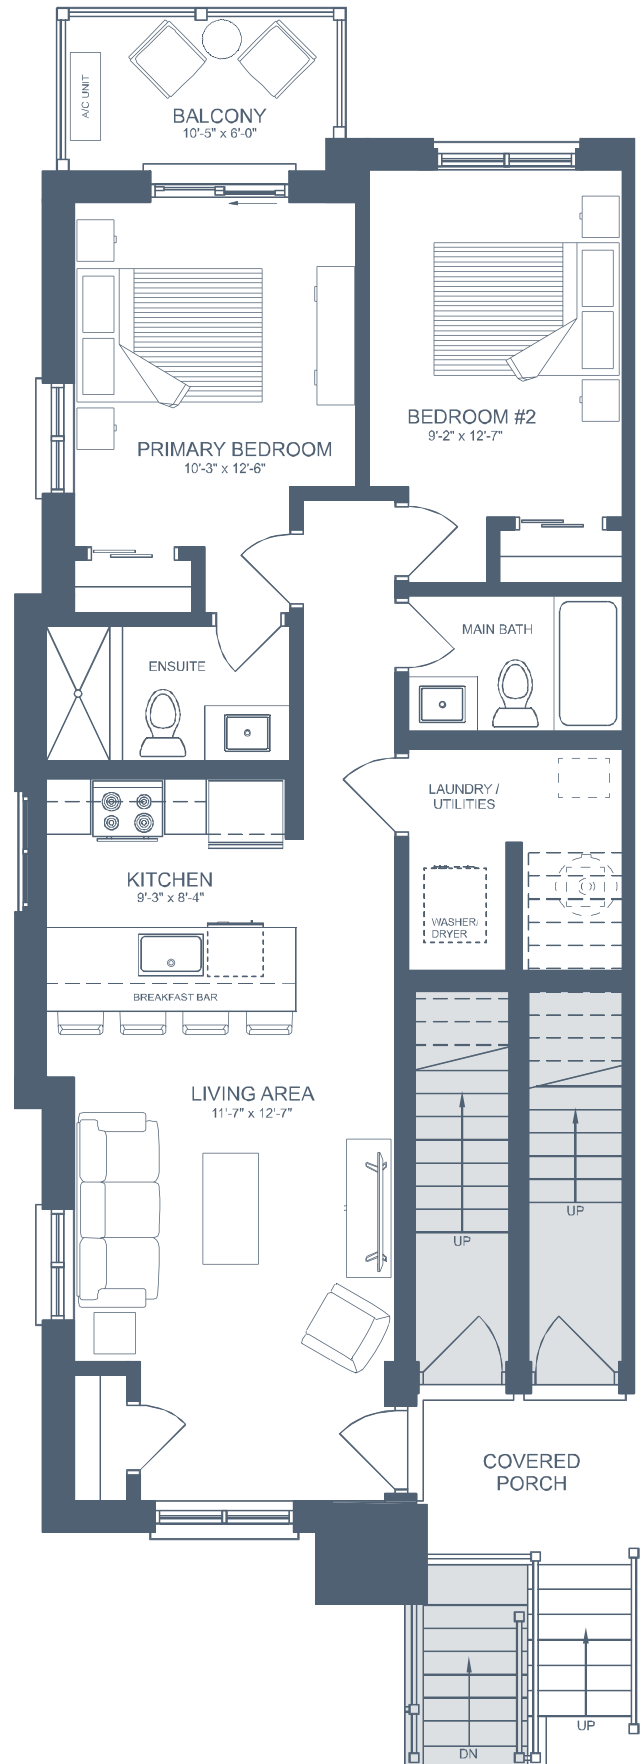 A/C UNIT
BALCONY
10'-5" x 6'-0"
BEDROOM #2
9'-2" x 12'-7"
PRIMARY BEDROOM
10'-3" x 12'-6"
MAIN BATH
ENSUITE
LAUNDRY /
UTILITIES
KITCHEN
9'-3" x 8'-4"
WASHER/
DRYER
BREAKFAST BAR
LIVING AREA
11'-7" x 12'-7"
UP
UP
COVERED
PORCH
UP
DN